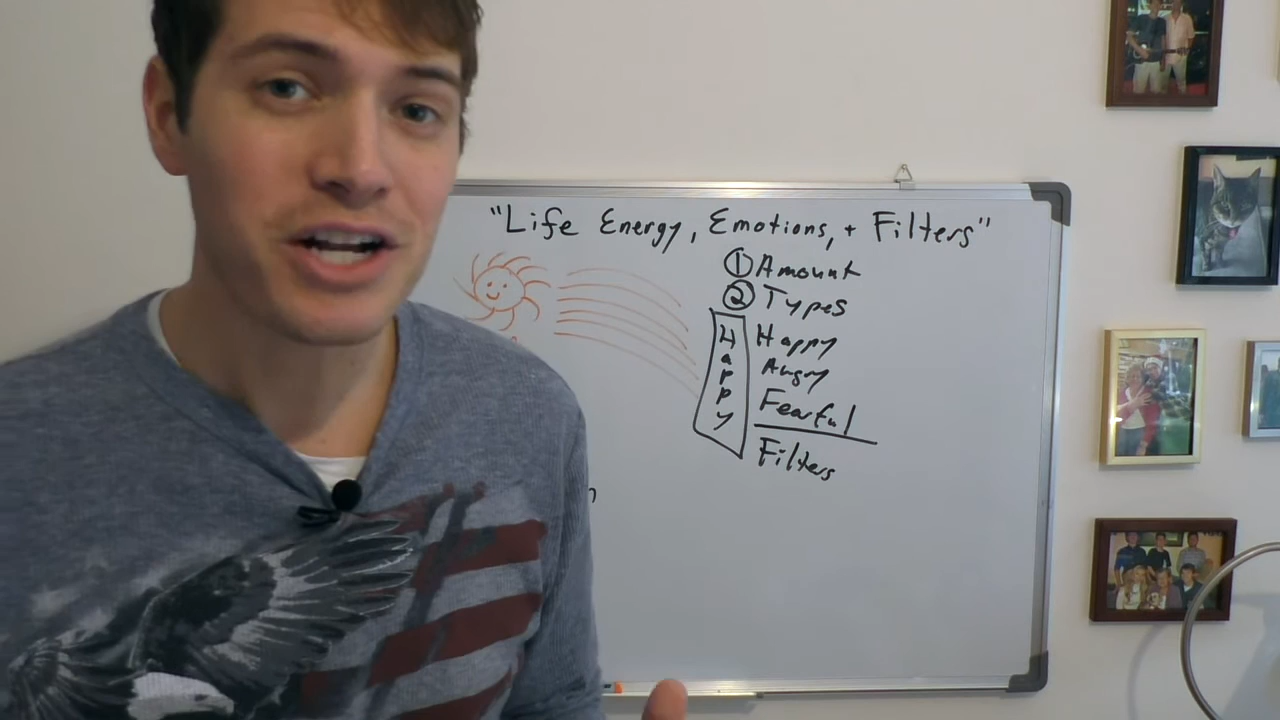 "Life Energy, Emotions, + Filters"
① Amount
② Types
Happy
Happy
Angry
Fearful
Filters